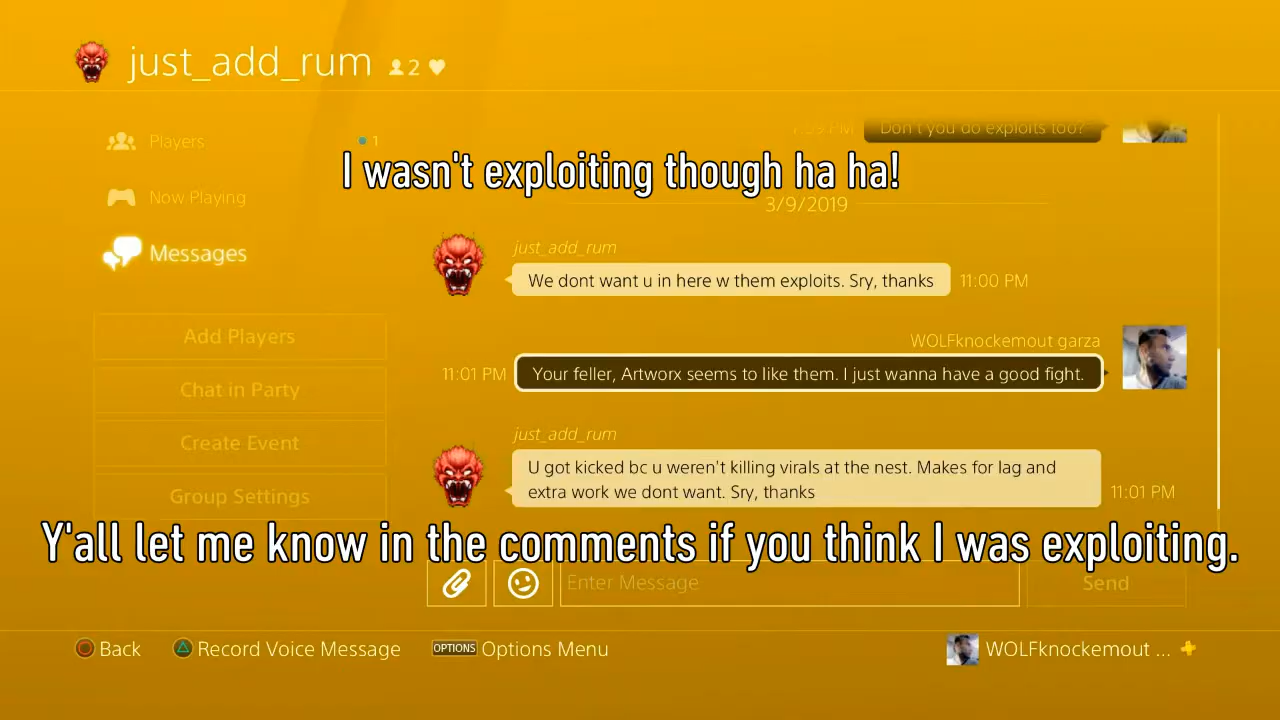 just_add_rum 2
Players 1
1:59 PM Don't you do exploits too?
I wasn't exploiting though ha ha!
Now Playing
3/9/2019
Messages
just_add_rum
We dont want u in here w them exploits. Sry, thanks 11:00 PM
Add Players
WOLFknockemout garza
11:01 PM Your feller, Artworx seems to like them. I just wanna have a good fight.
Chat in Party
Create Event
just_add_rum
U got kicked bc u weren't killing virals at the nest. Makes for lag and
extra work we dont want. Sry, thanks 11:01 PM
Group Settings
Y'all let me know in the comments if you think I was exploiting.
Enter Message
Send
Back Record Voice Message OPTIONS Options Menu WOLFknockemout ...